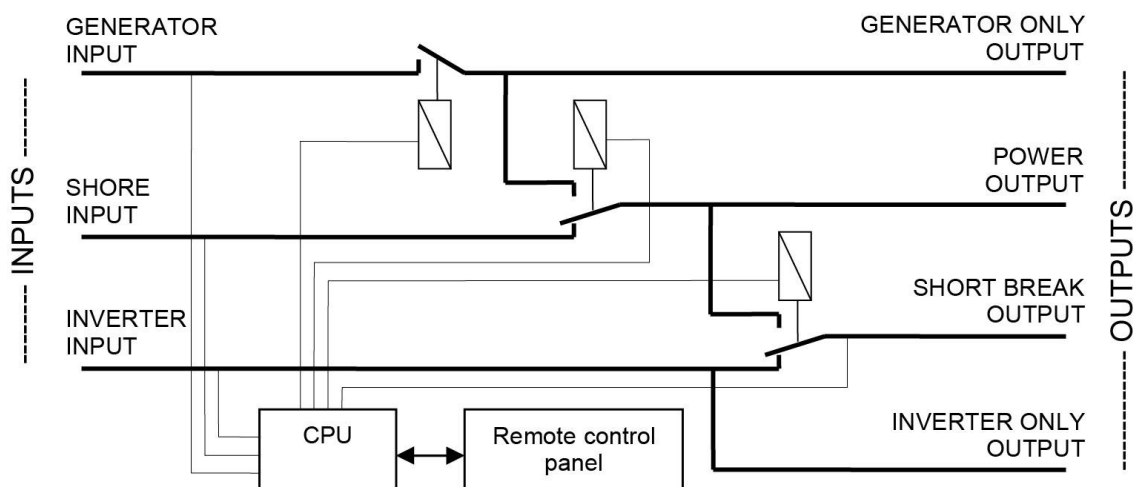 GENERATOR
INPUT
GENERATOR ONLY
OUTPUT
INPUTS
SHORE
INPUT
POWER
OUTPUT
OUTPUTS
INVERTER
INPUT
SHORT BREAK
OUTPUT
CPU
Remote control
panel
INVERTER ONLY
OUTPUT